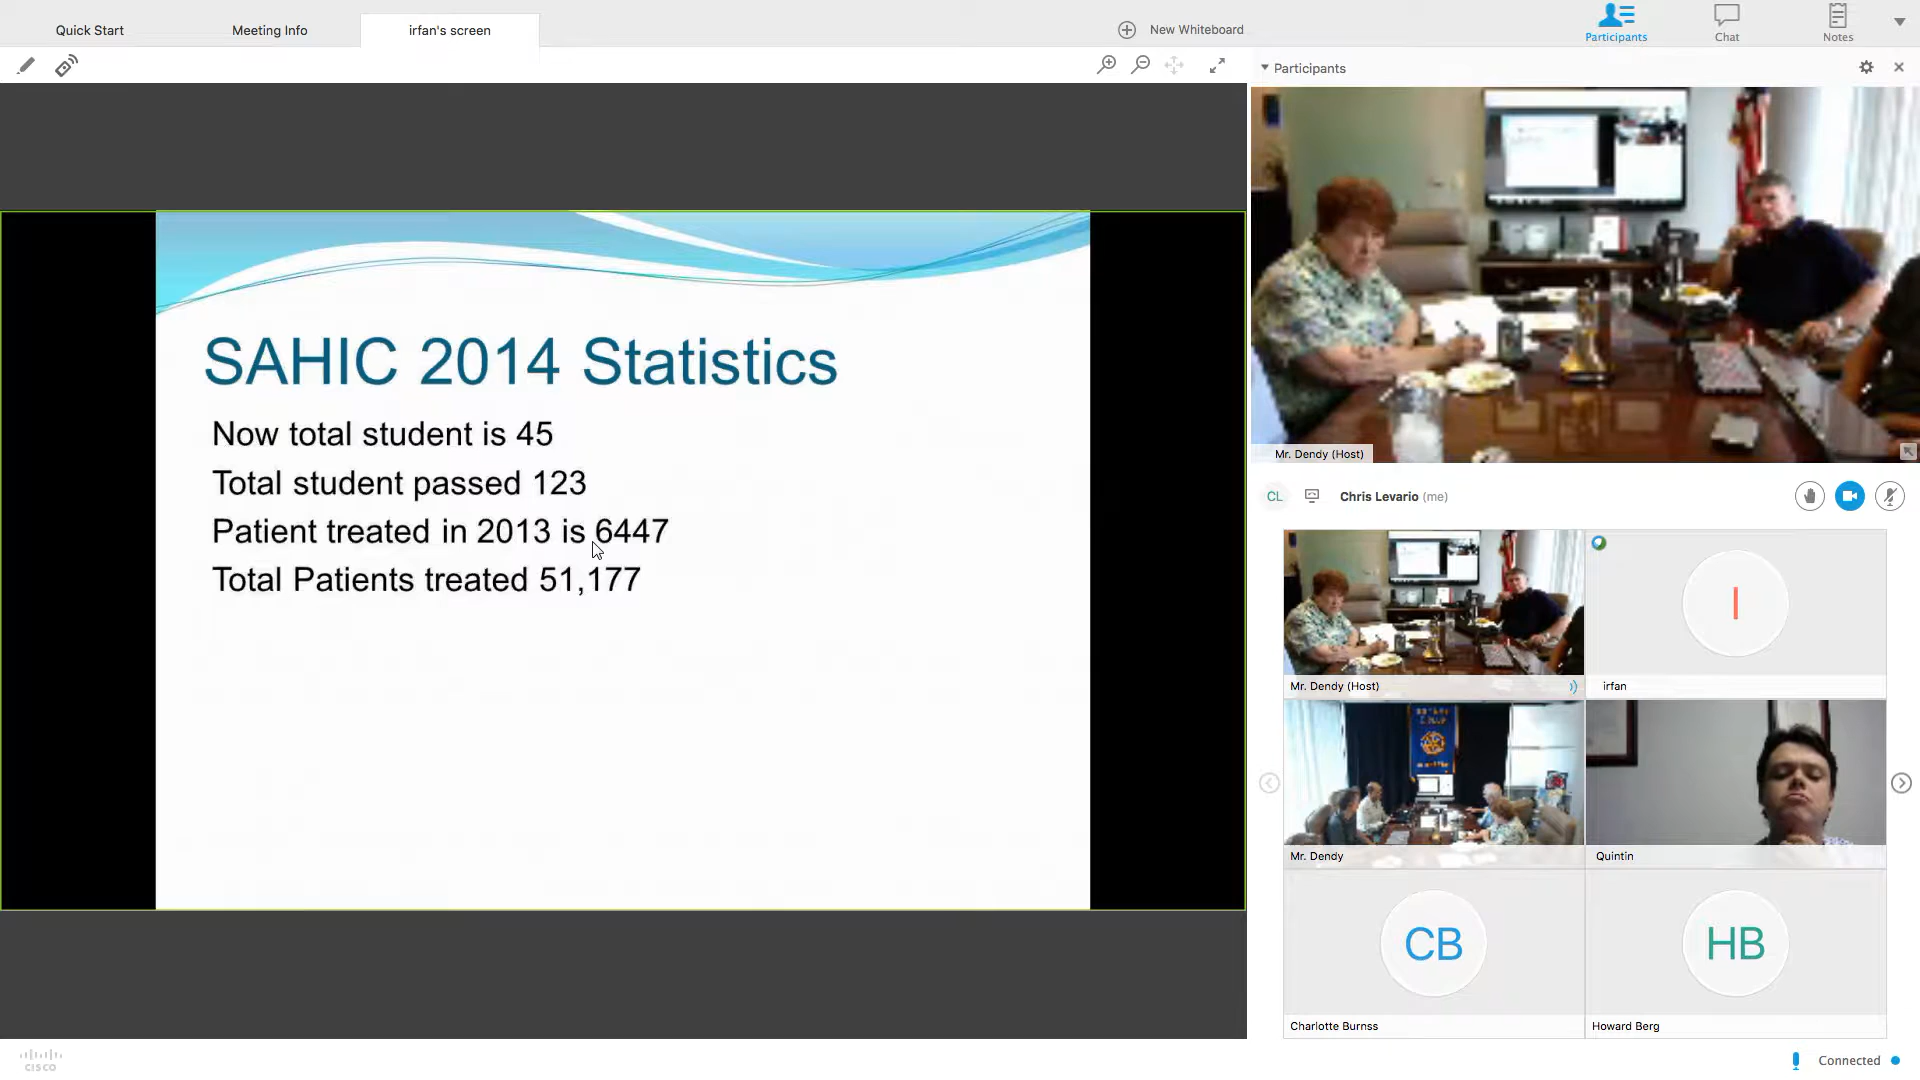 Quick Start
Meeting Info
irfan's screen
New Whiteboard
Participants
Chat
Notes
Participants
SAHIC 2014 Statistics
Now total student is 45
Total student passed 123
Patient treated in 2013 is 6447
Total Patients treated 51,177
Mr. Dendy (Host)
CL
Chris Levario (me)
Mr. Dendy (Host)
I
irfan
Mr. Dendy
Quintin
CB
Charlotte Burnss
HB
Howard Berg
CISCO
Connected